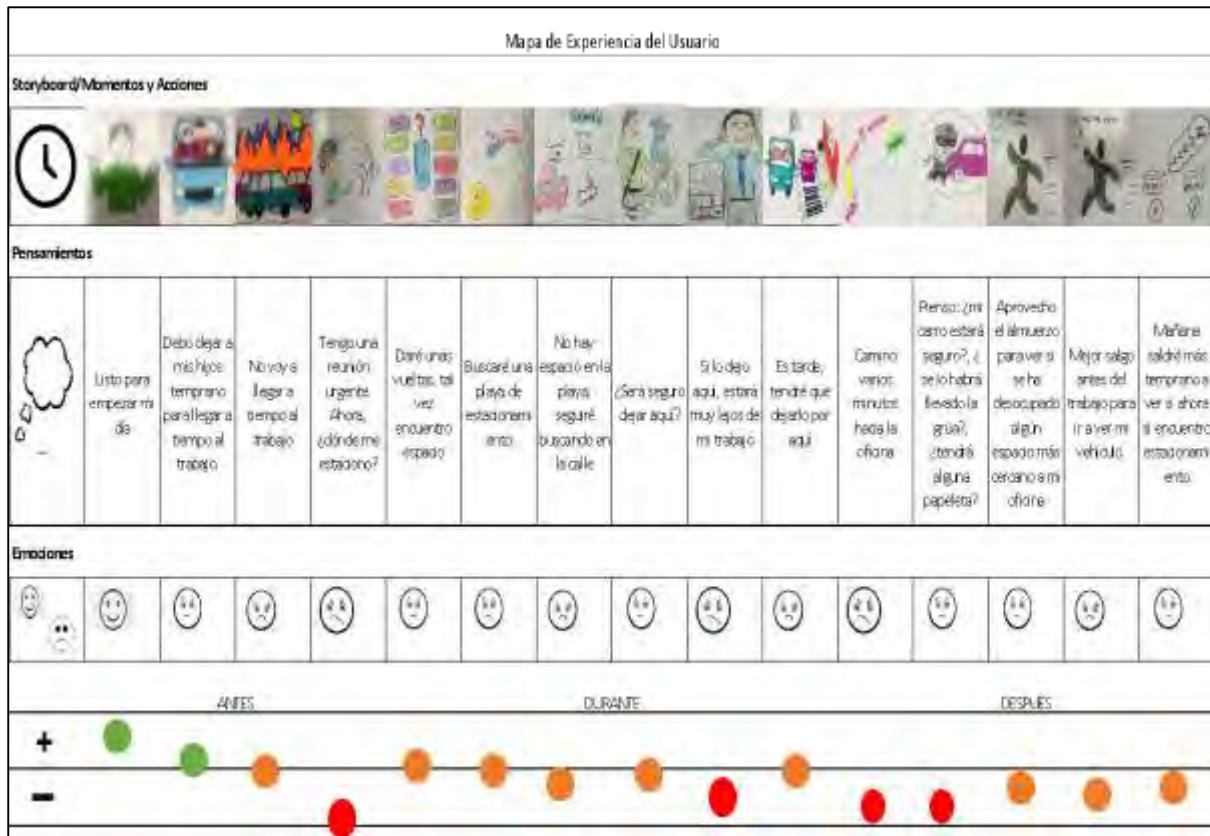 Mapa de Experiencia del Usuario
Storyboard/Momentos y Acciones
Pensamientos
Listo para
empezar mi
día
Debo dejar a
mis hijos
temprano
para llegar a
tiempo al
trabajo
No voy a
llegar a
tiempo al
trabajo
Tengo una
reunión
urgente.
Ahora,
¿dónde me
estaciono?
Daré unas
vueltas, tal
vez
encuentro
espacio
Buscaré una
playa de
estacionami
ento
No hay
espació en la
playa,
seguiré
buscando en
la calle
¿Será seguro
dejar aquí?
Si lo dejo
aquí, estará
muy lejos de
mi trabajo
Es tarde,
tendré que
dejarlo por
aquí
Camino
varios
minutos
hacia la
oficina
Pienso: ¿mi
carro estará
seguro?, ¿
se lo habrá
llevado la
grúa?,
¿tendrá
alguna
papeleta?
Aprovecho
el almuerzo
para ver si
se ha
desocupado
algún
espacio más
cercano a mi
oficina
Mejor salgo
antes del
trabajo para
ir a ver mi
vehículo
Mañana
saldré más
temprano a
ver si ahora
si encuentro
estacionami
ento.
Emociones
ANTES
DURANTE
DESPUÉS
+
-